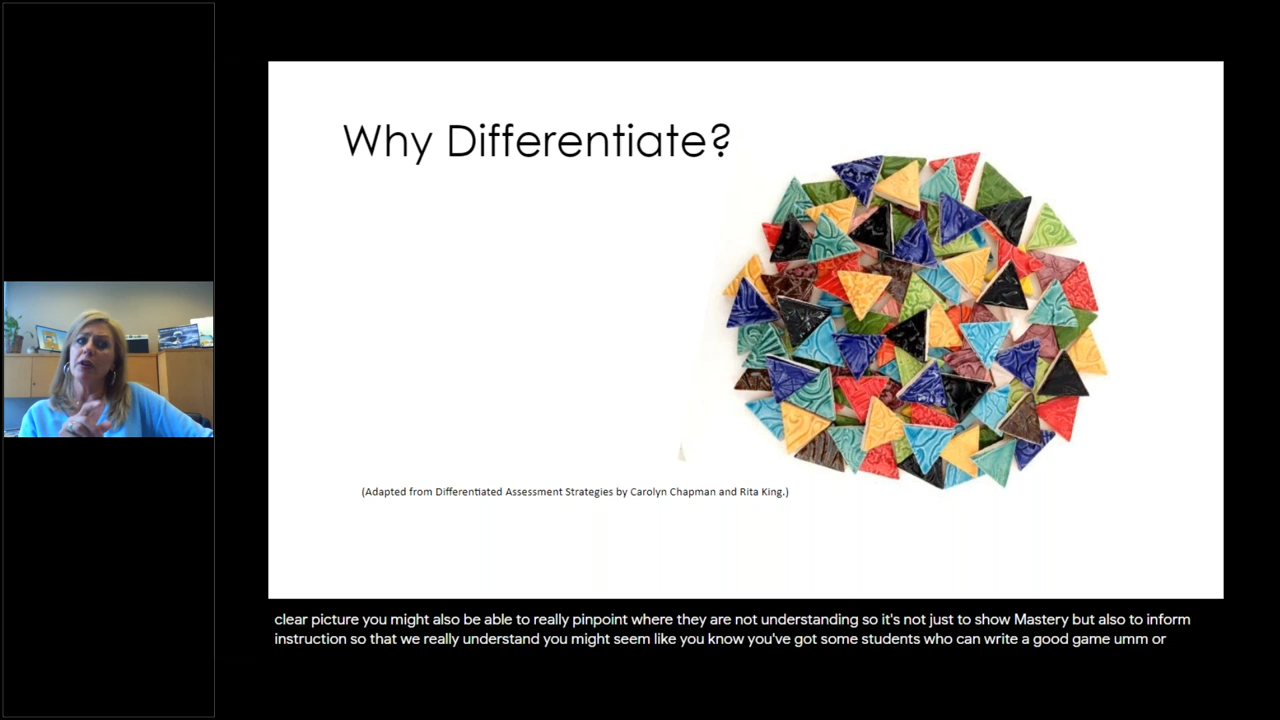 Why Differentiate?
(Adapted from Differentiated Assessment Strategies by Carolyn Chapman and Rita King.)
clear picture you might also be able to really pinpoint where they are not understanding so it's not just to show Mastery but also to inform
instruction so that we really understand you might seem like you know you've got some students who can write a good game umm or